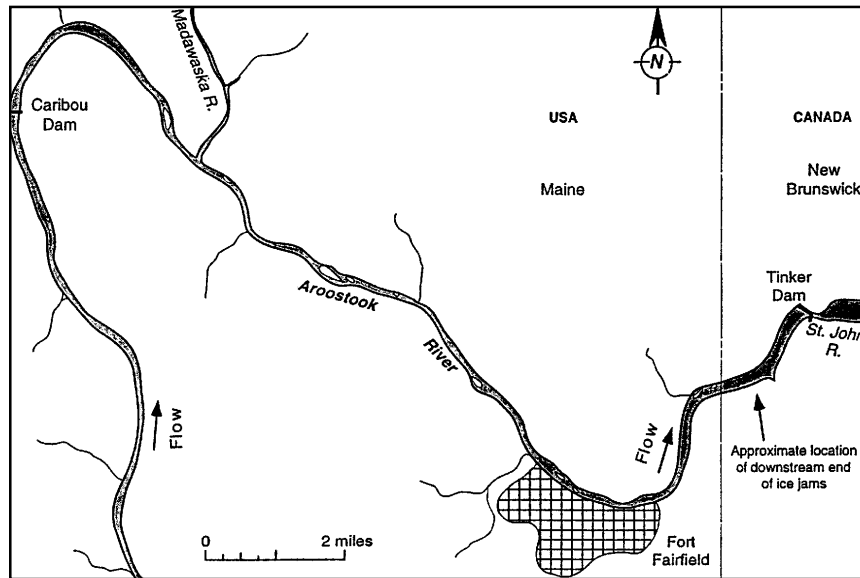 Madawaska R.
N
Caribou
Dam
USA
CANADA
Maine
New
Brunswick
Tinker
Dam
St. John
R.
Aroostook
River
Flow
Flow
Approximate location
of downstream end
of ice jams
0 2 miles
Fort
Fairfield